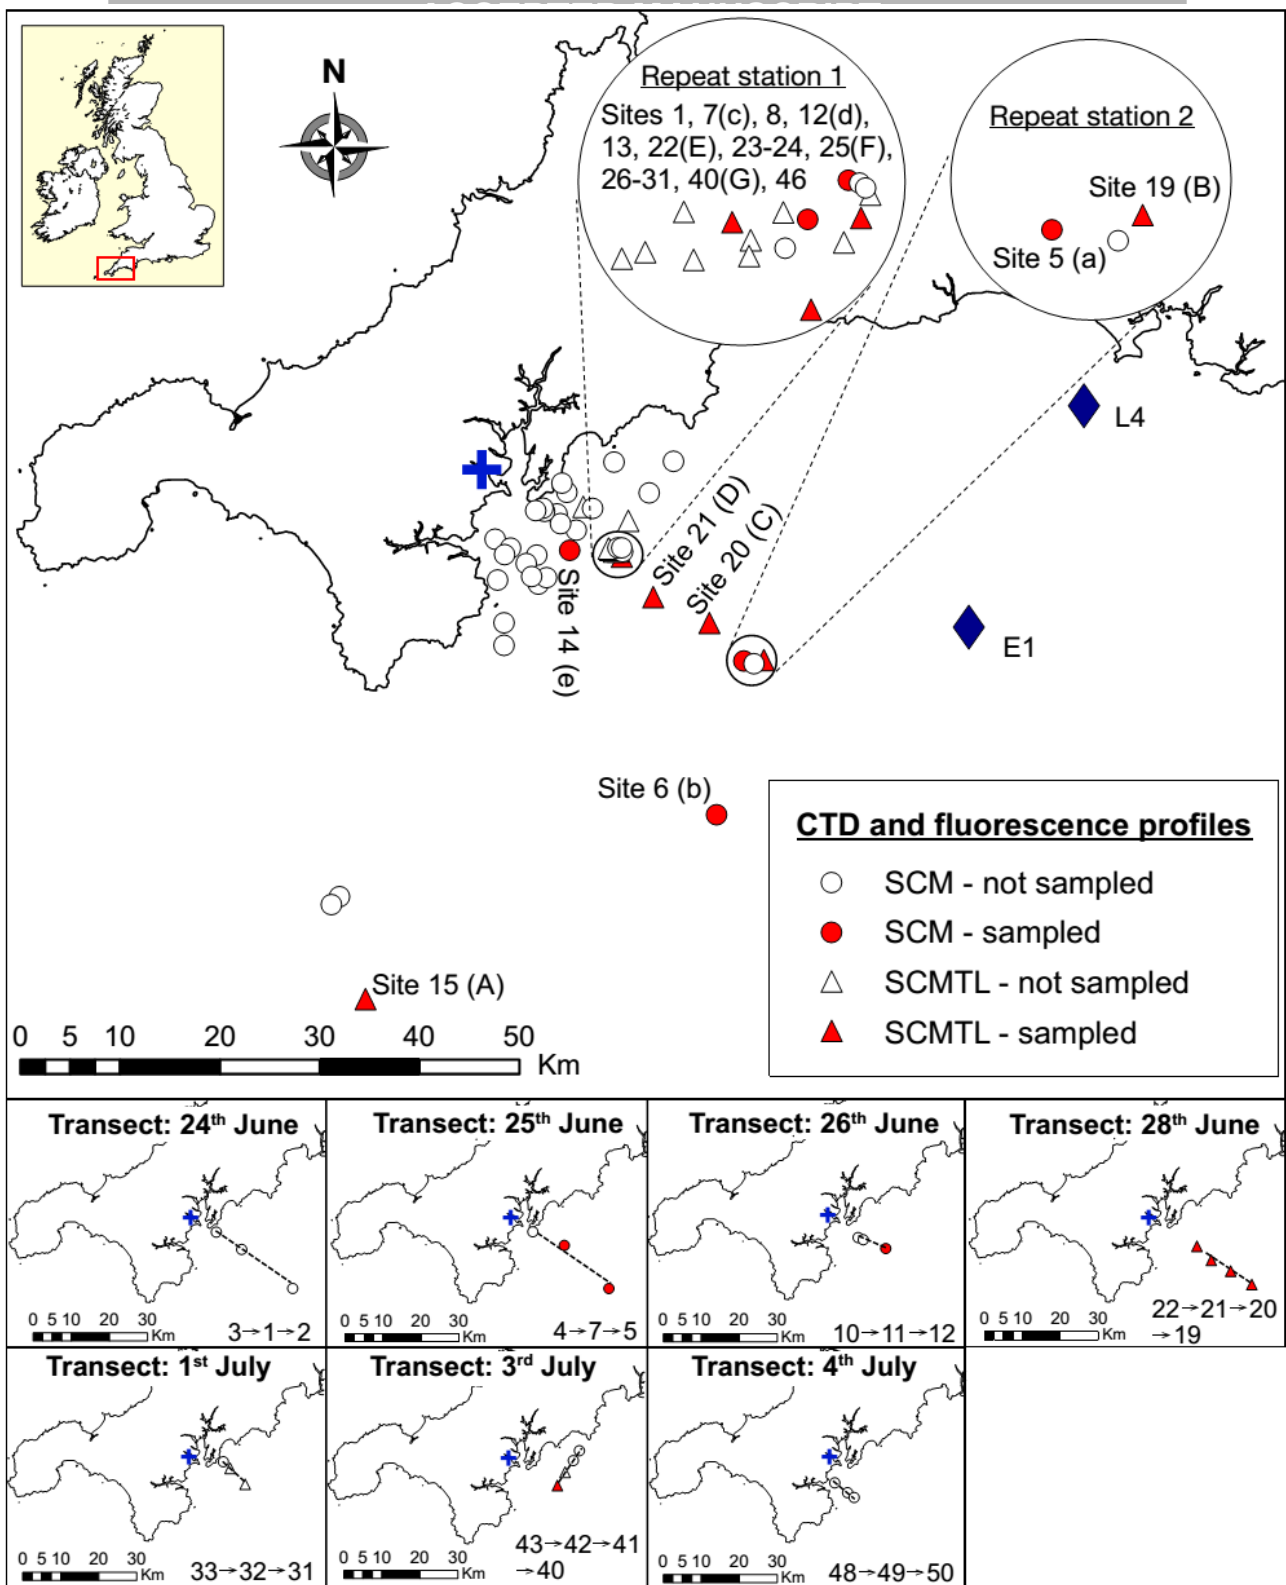 N
Repeat station 1
Sites 1, 7(c), 8, 12(d),
13, 22(E), 23-24, 25(F),
26-31, 40(G), 46
Repeat station 2
Site 19 (B)
Site 5 (a)
L4
Site 21 (D)
Site 20 (C)
Site 14 (e)
E1
Site 6 (b)
Site 15 (A)
0 5 10 20 30 40 50
Km
CTD and fluorescence profiles
SCM - not sampled
SCM - sampled
SCMTL - not sampled
SCMTL - sampled
Transect: 24th June
0 5 10 20 30
Km
3→1→2
Transect: 25th June
0 5 10 20 30
Km
4→7→5
Transect: 26th June
0 5 10 20 30
Km
10→11→12
Transect: 28th June
0 5 10 20 30
Km
22→21→20
→19
Transect: 1st July
0 5 10 20 30
Km
33→32→31
Transect: 3rd July
0 5 10 20 30
Km
43→42→41
→40
Transect: 4th July
0 5 10 20 30
Km
48→49→50